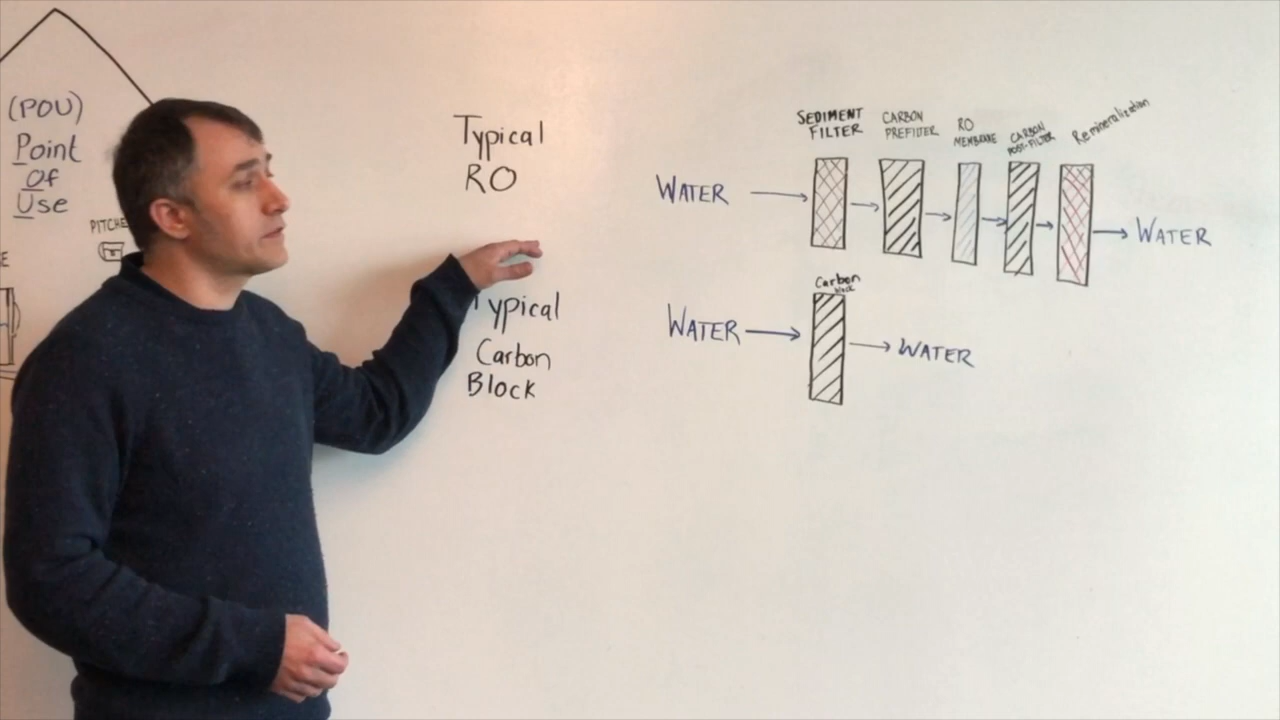 (POU)
Point
Of
Use
Typical
RO
WATER
SEDIMENT
FILTER
CARBON
PREFILTER
RO
MEMBRANE
CARBON
POST-FILTER
Remineralization
WATER
Typical
Carbon
Block
WATER
Carbon
block
WATER